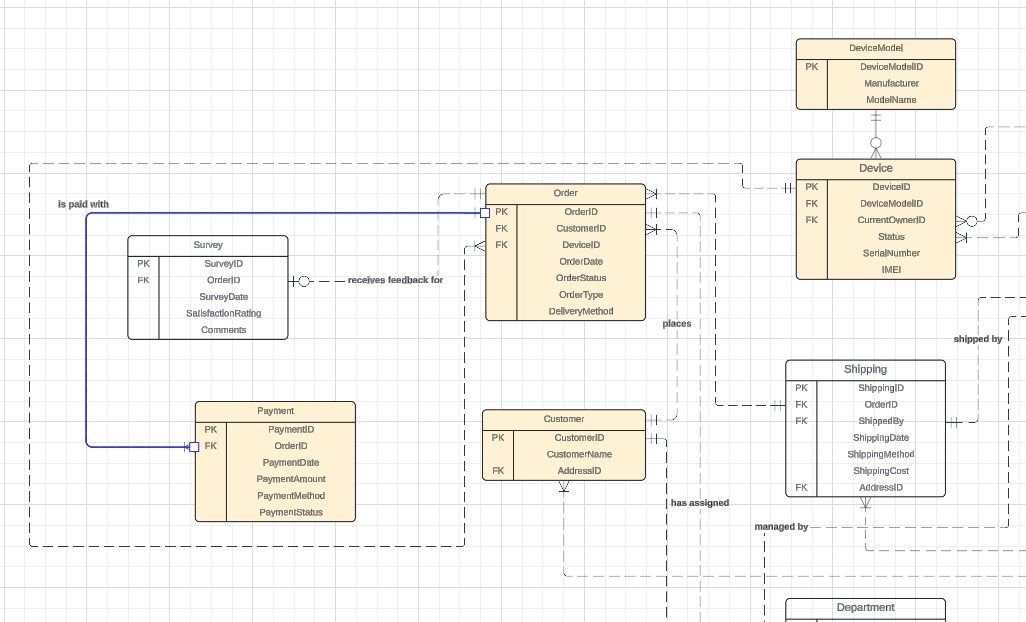 DeviceModel
PK DeviceModelID
Manufacturer
ModelName
Device
PK DeviceID
FK DeviceModelID
FK CurrentOwnerID
Status
SerialNumber
IMEI
is paid with
Order
PK OrderID
FK CustomerID
FK DeviceID
OrderDate
OrderStatus
OrderType
DeliveryMethod
Survey
PK SurveyID
FK OrderID
SurveyDate
SatisfactionRating
Comments
receives feedback for
places
shipped by
Shipping
PK ShippingID
FK OrderID
FK ShippedBy
ShippingDate
ShippingMethod
ShippingCost
FK AddressID
Payment
PK PaymentID
FK OrderID
PaymentDate
PaymentAmount
PaymentMethod
PaymentStatus
Customer
PK CustomerID
CustomerName
FK AddressID
has assigned
managed by
Department